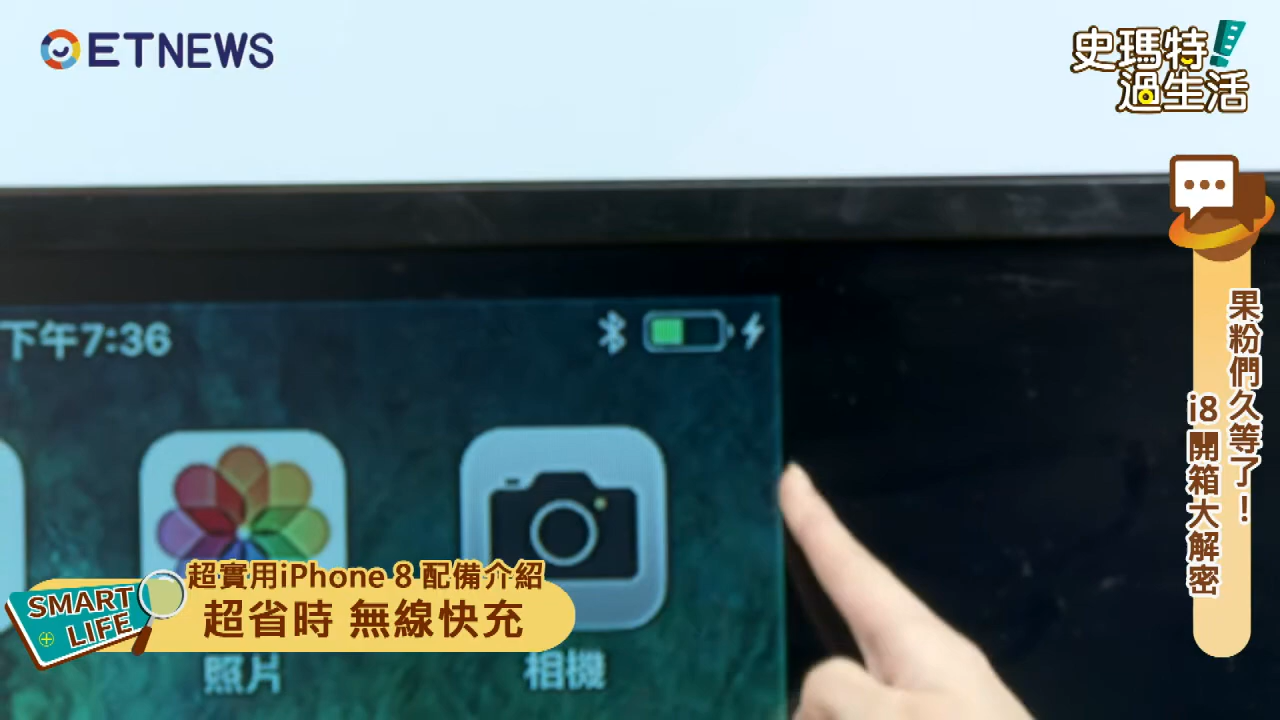 ETNEWS
史瑪特!
過生活
果粉們久等了!
i8開箱大解密
下午7:36
超實用iPhone 8 配備介紹
超省時 無線快充
SMART
LIFE
照片
相機